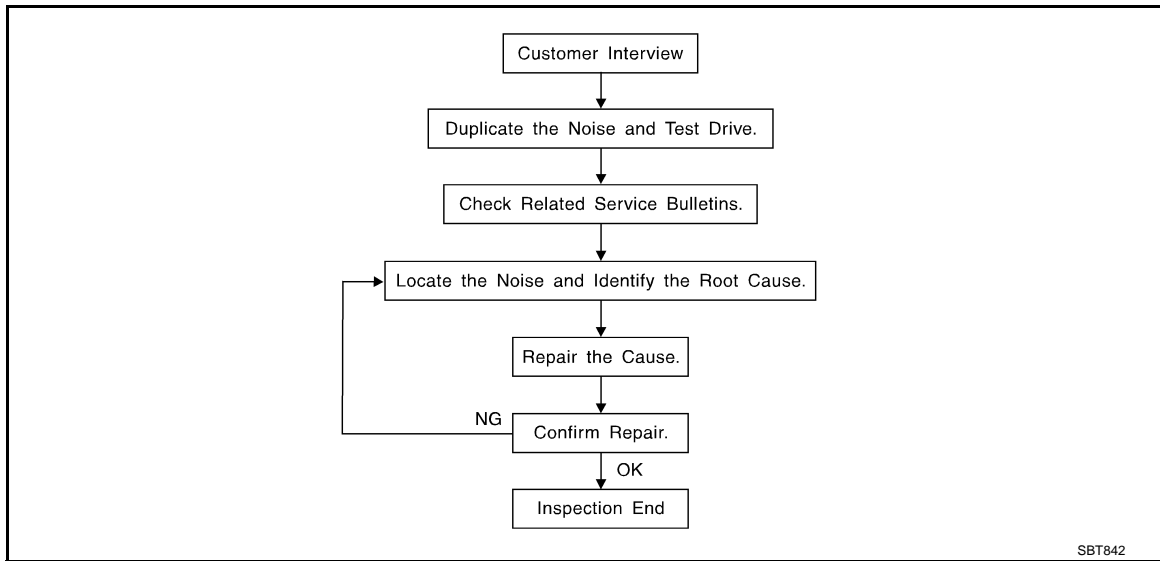 Customer Interview
Duplicate the Noise and Test Drive.
Check Related Service Bulletins.
Locate the Noise and Identify the Root Cause.
Repair the Cause.
NG
Confirm Repair.
OK
Inspection End
SBT842